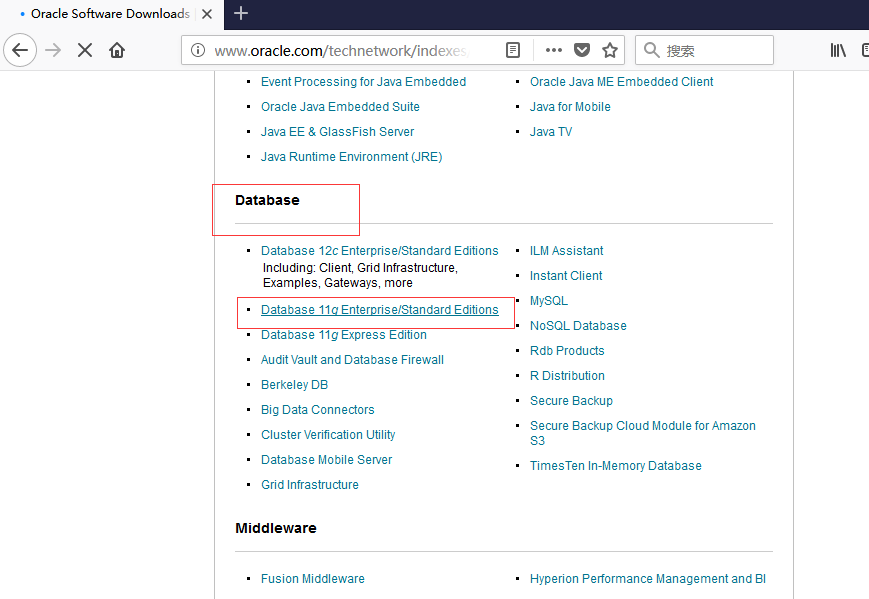 Oracle Software Downloads
www.oracle.com/technetwork/indexes
搜索
Event Processing for Java Embedded
Oracle Java Embedded Suite
Java EE & GlassFish Server
Java Runtime Environment (JRE)
Oracle Java ME Embedded Client
Java for Mobile
Java TV
Database
Database 12c Enterprise/Standard Editions
Including: Client, Grid Infrastructure,
Examples, Gateways, more
Database 11g Enterprise/Standard Editions
Database 11g Express Edition
Audit Vault and Database Firewall
Berkeley DB
Big Data Connectors
Cluster Verification Utility
Database Mobile Server
Grid Infrastructure
ILM Assistant
Instant Client
MySQL
NoSQL Database
Rdb Products
R Distribution
Secure Backup
Secure Backup Cloud Module for Amazon
S3
TimesTen In-Memory Database
Middleware
Fusion Middleware
Hyperion Performance Management and BI